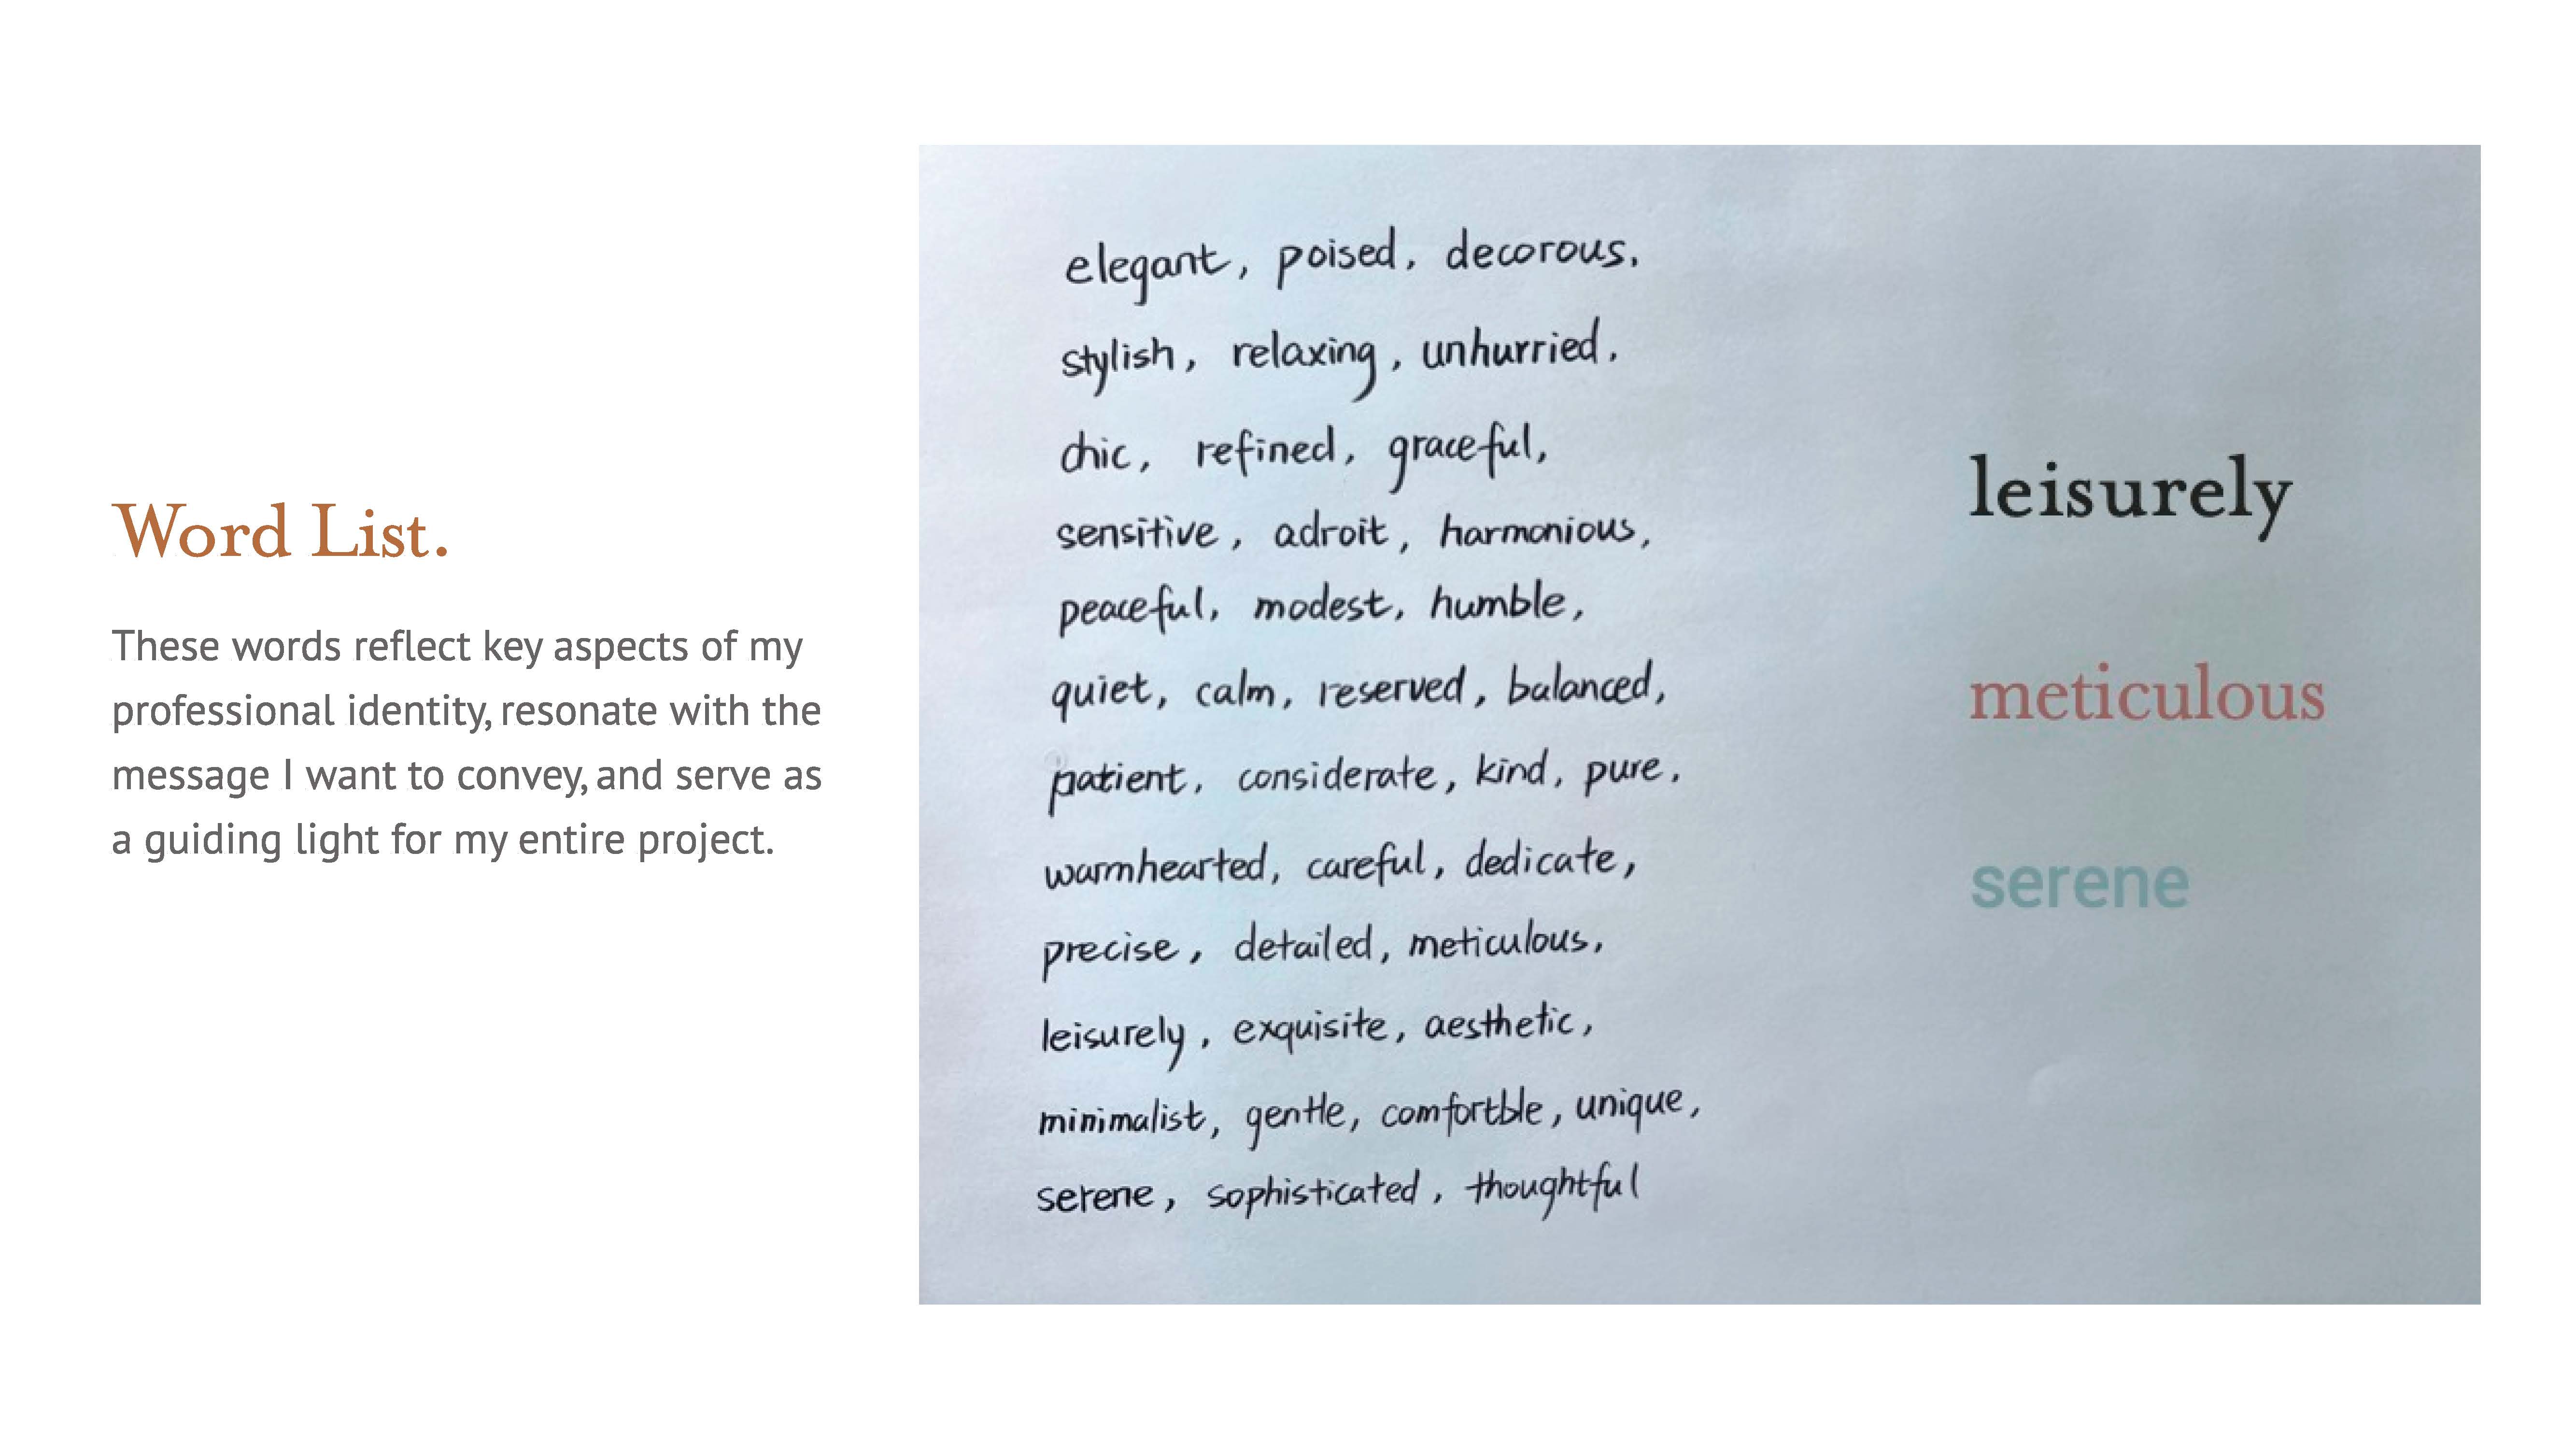 Word List.
These words reflect key aspects of my
professional identity, resonate with the
message I want to convey, and serve as
a guiding light for my entire project.
elegant, poised, decorous,
stylish, relaxing, unhurried,
chic, refined, graceful,
sensitive, adroit, harmonious,
peaceful, modest, humble,
quiet, calm, reserved, balanced,
patient, considerate, kind, pure,
warmhearted, careful, dedicate,
precise, detailed, meticulous,
leisurely, exquisite, aesthetic,
minimalist, gentle, comfortble, unique,
serene, sophisticated, thoughtful
leisurely
meticulous
serene